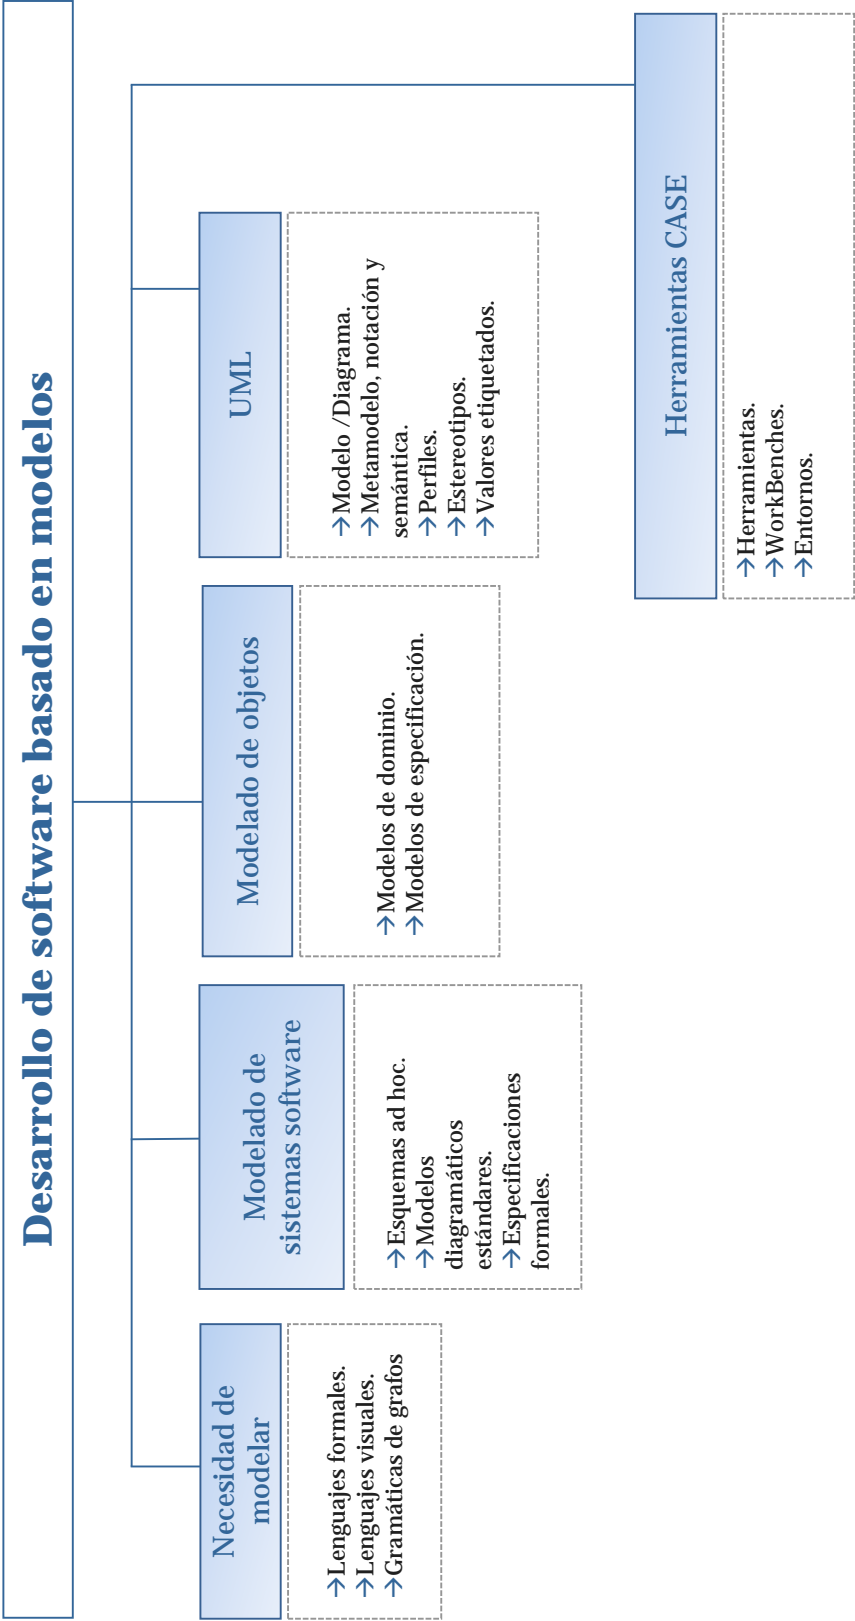 Desarrollo de software basado en modelos
Necesidad de
modelar
→Lenguajes formales.
→Lenguajes visuales.
→Gramáticas de grafos
Modelado de
sistemas software
→Esquemas ad hoc.
→Modelos
diagramáticos
estándares.
→Especificaciones
formales.
Modelado de objetos
→Modelos de dominio.
→Modelos de especificación.
UML
→Modelo /Diagrama.
→Metamodelo, notación y
semántica.
→Perfiles.
→Estereotipos.
→Valores etiquetados.
Herramientas CASE
→Herramientas.
→WorkBenches.
→Entornos.